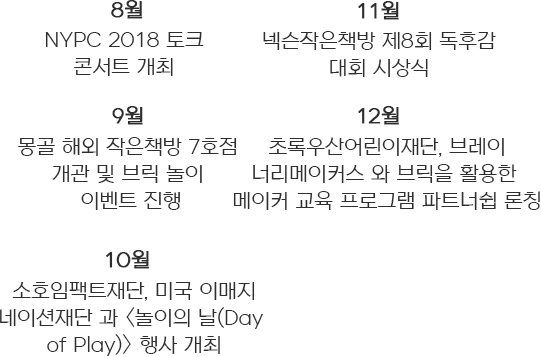 8월
NYPC 2018 토크
콘서트 개최
9월
몽골 해외 작은책방 7호점
개관 및 브릭 놀이
이벤트 진행
10월
소호임팩트재단, 미국 이매지
네이션재단 과 〈놀이의 날(Day
of Play)〉 행사 개최
11월
넥슨작은책방 제8회 독후감
대회 시상식
12월
초록우산어린이재단, 브레이
너리메이커스 와 브릭을 활용한
메이커 교육 프로그램 파트너쉽 론칭